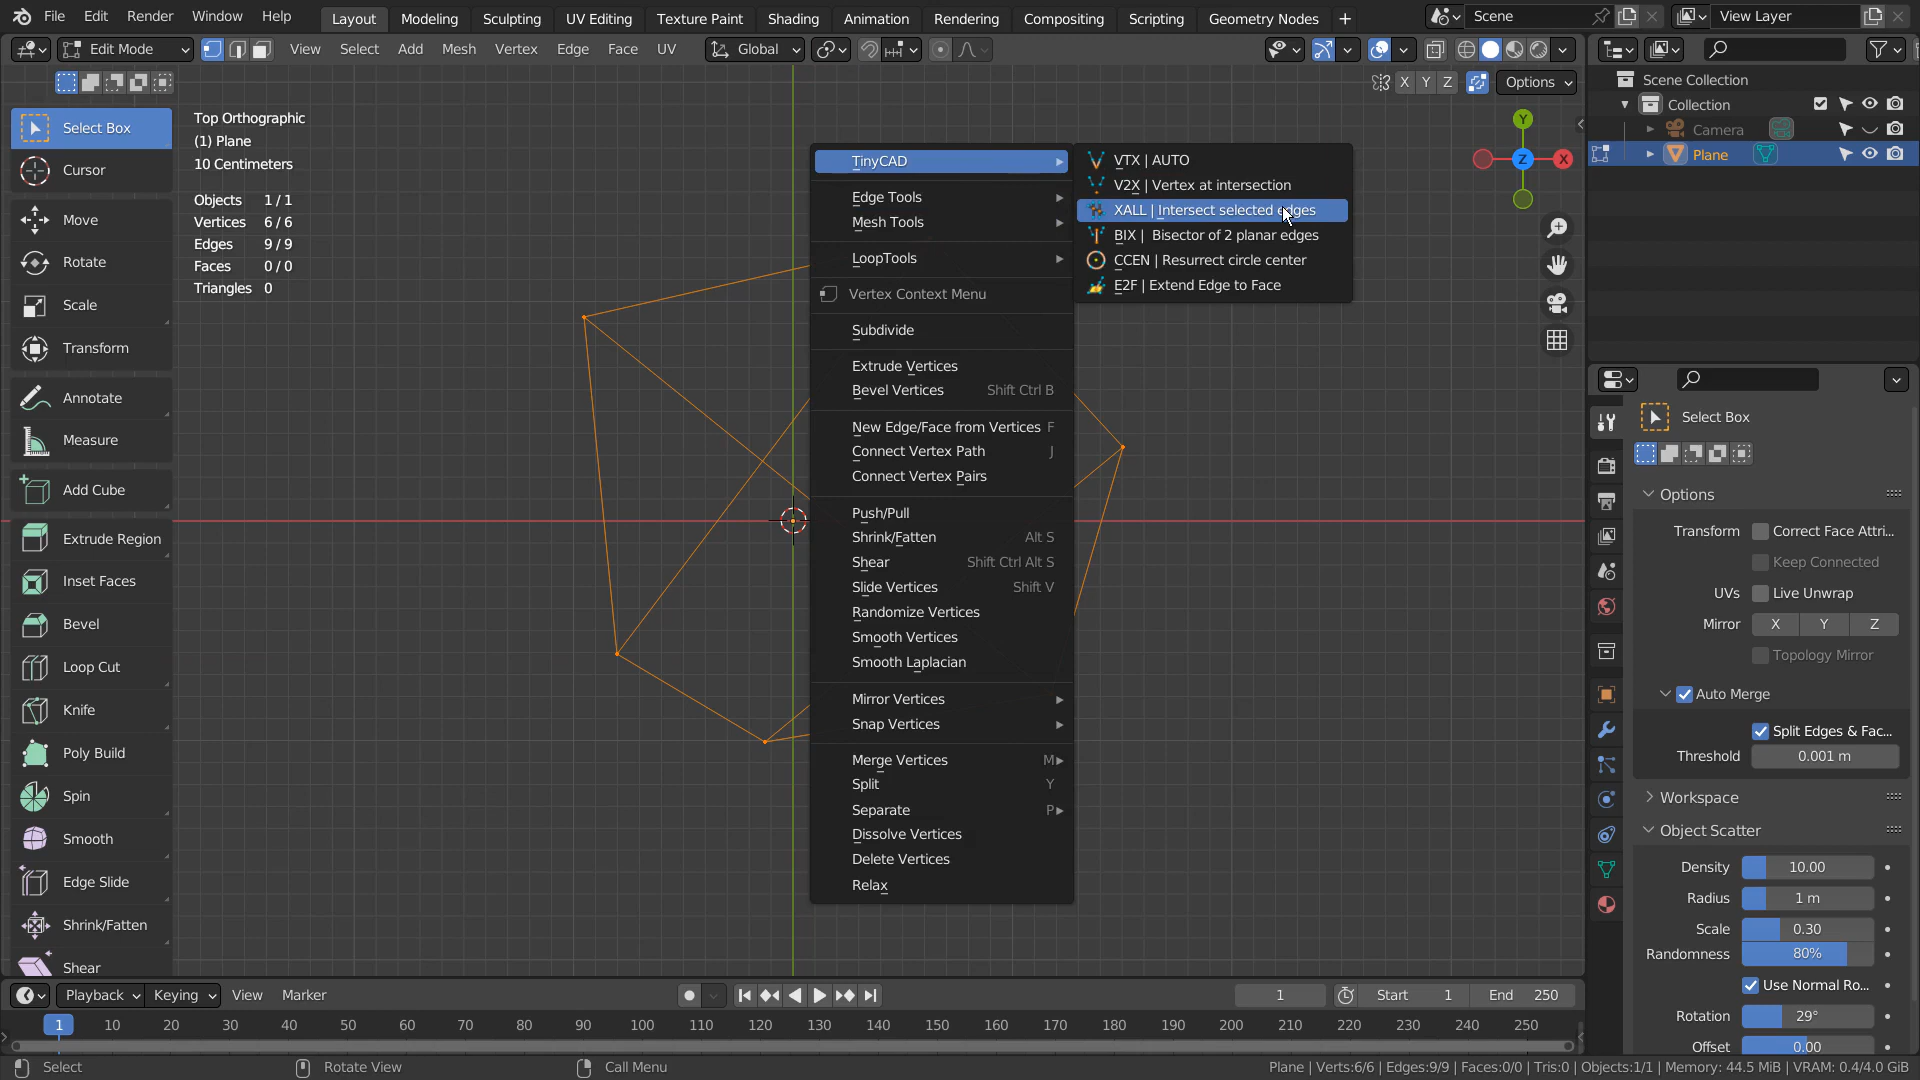 File Edit Render Window Help Layout Modeling Sculpting UV Editing Texture Paint Shading Animation Rendering Compositing Scripting Geometry Nodes + Scene View Layer
Edit Mode View Select Add Mesh Vertex Edge Face UV Global
X Y Z Options
Select Box
Cursor
Move
Rotate
Scale
Transform
Annotate
Measure
Add Cube
Extrude Region
Inset Faces
Bevel
Loop Cut
Knife
Poly Build
Spin
Smooth
Edge Slide
Shrink/Fatten
Shear
Top Orthographic
(1) Plane
10 Centimeters
Objects 1 / 1
Vertices 6 / 6
Edges 9 / 9
Faces 0 / 0
Triangles 0
TinyCAD
Edge Tools
Mesh Tools
LoopTools
Vertex Context Menu
Subdivide
Extrude Vertices
Bevel Vertices Shift Ctrl B
New Edge/Face from Vertices F
Connect Vertex Path J
Connect Vertex Pairs
Push/Pull
Shrink/Fatten Alt S
Shear Shift Ctrl Alt S
Slide Vertices Shift V
Randomize Vertices
Smooth Vertices
Smooth Laplacian
Mirror Vertices
Snap Vertices
Merge Vertices M
Split Y
Separate P
Dissolve Vertices
Delete Vertices
Relax
VTX | AUTO
V2X | Vertex at intersection
XALL | Intersect selected edges
BIX | Bisector of 2 planar edges
CCEN | Resurrect circle center
E2F | Extend Edge to Face
Y
Z X
Scene Collection
Collection
Camera
Plane
Select Box
Options
Transform Correct Face Attri...
Keep Connected
UVs Live Unwrap
Mirror X Y Z
Topology Mirror
Auto Merge
Split Edges & Fac...
Threshold 0.001 m
Workspace
Object Scatter
Density 10.00
Radius 1 m
Scale 0.30
Randomness 80%
Use Normal Ro...
Rotation 29°
Offset 0.00
Playback Keying View Marker 1 Start 1 End 250
1 10 20 30 40 50 60 70 80 90 100 110 120 130 140 150 160 170 180 190 200 210 220 230 240 250
Select Rotate View Call Menu Plane | Verts:6/6 | Edges:9/9 | Faces:0/0 | Tris:0 | Objects:1/1 | Memory: 44.5 MiB | VRAM: 0.4/4.0 GiB